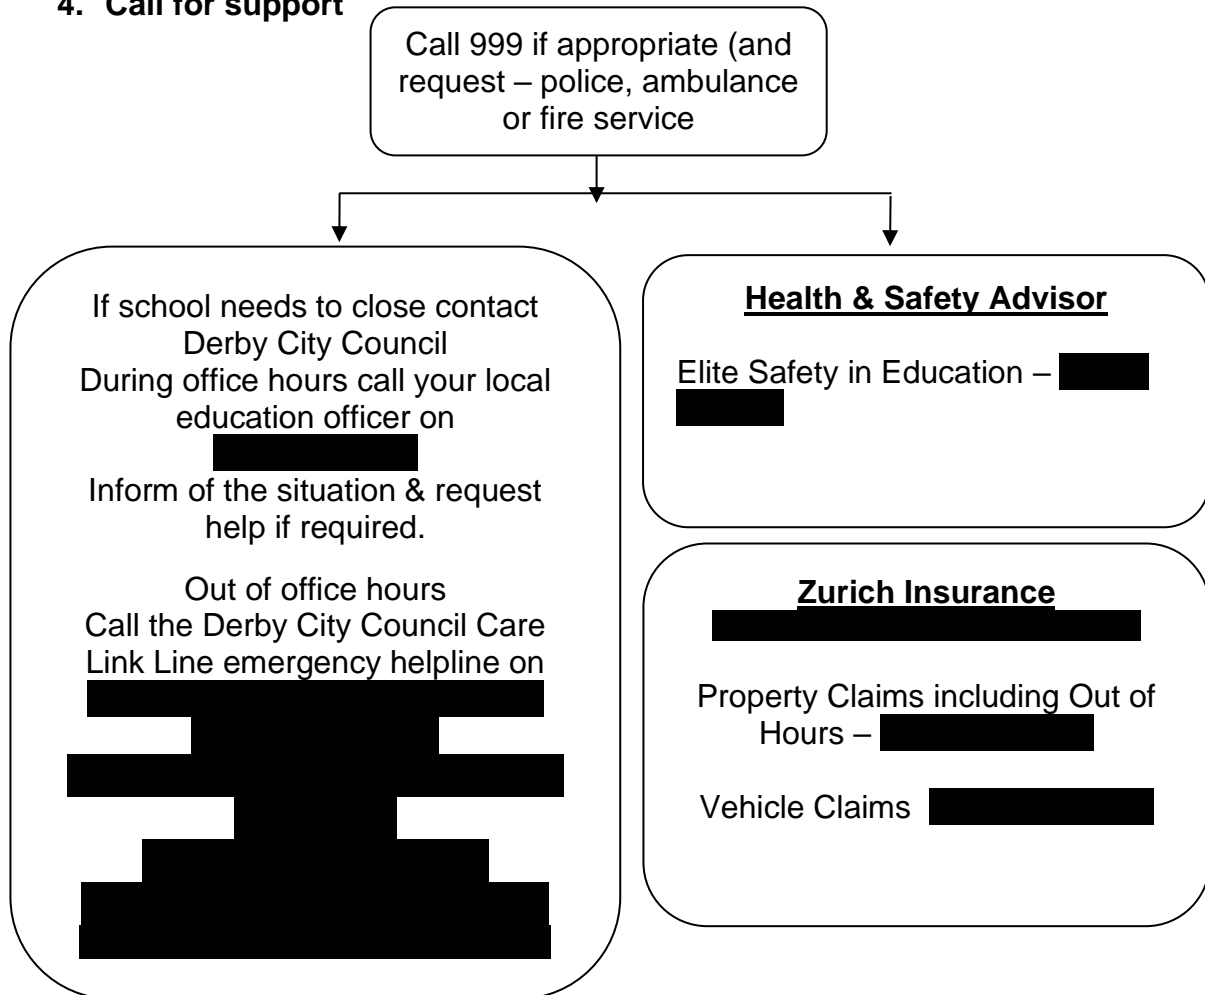 4. Call for support
Call 999 if appropriate (and
request – police, ambulance
or fire service
If school needs to close contact
Derby City Council
During office hours call your local
education officer on
Inform of the situation & request
help if required.
Out of office hours
Call the Derby City Council Care
Link Line emergency helpline on
Health & Safety Advisor
Elite Safety in Education –
Zurich Insurance
Property Claims including Out of
Hours –
Vehicle Claims